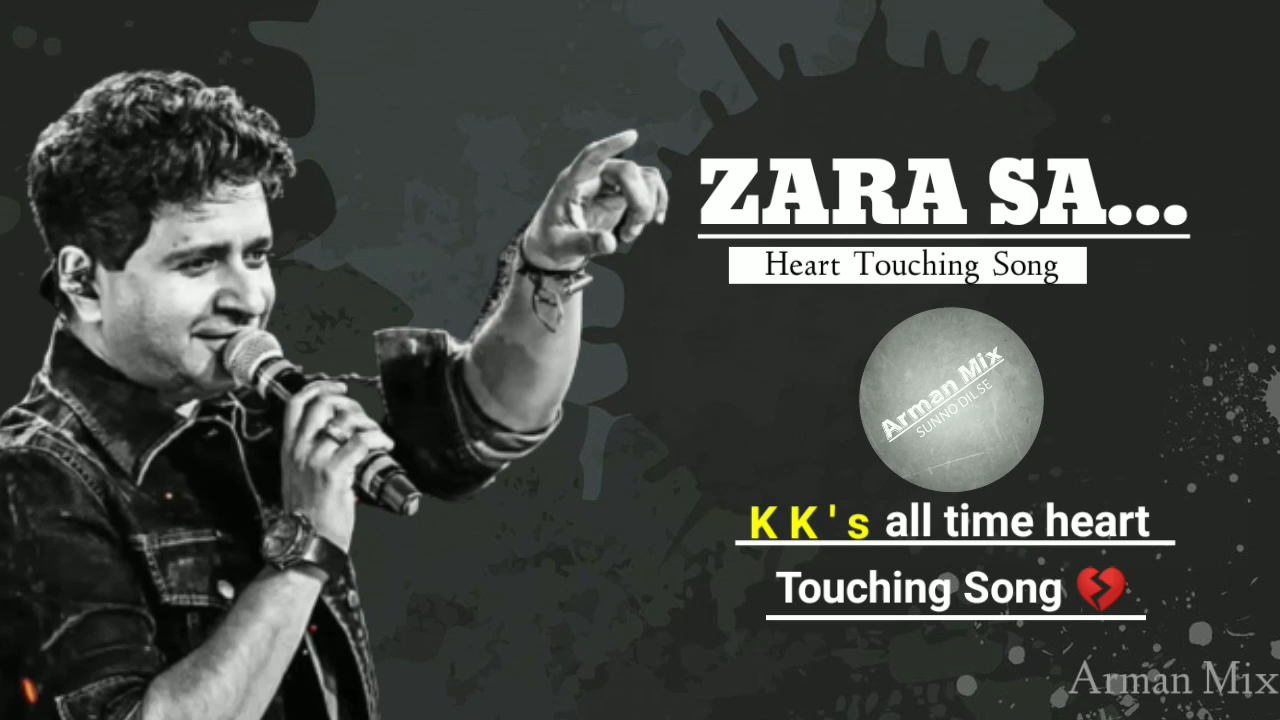 ZARA SA...
Heart Touching Song
Arman Mix
SUNNO DIL SE
K K ' s all time heart
Touching Song 💔
Arman Mix